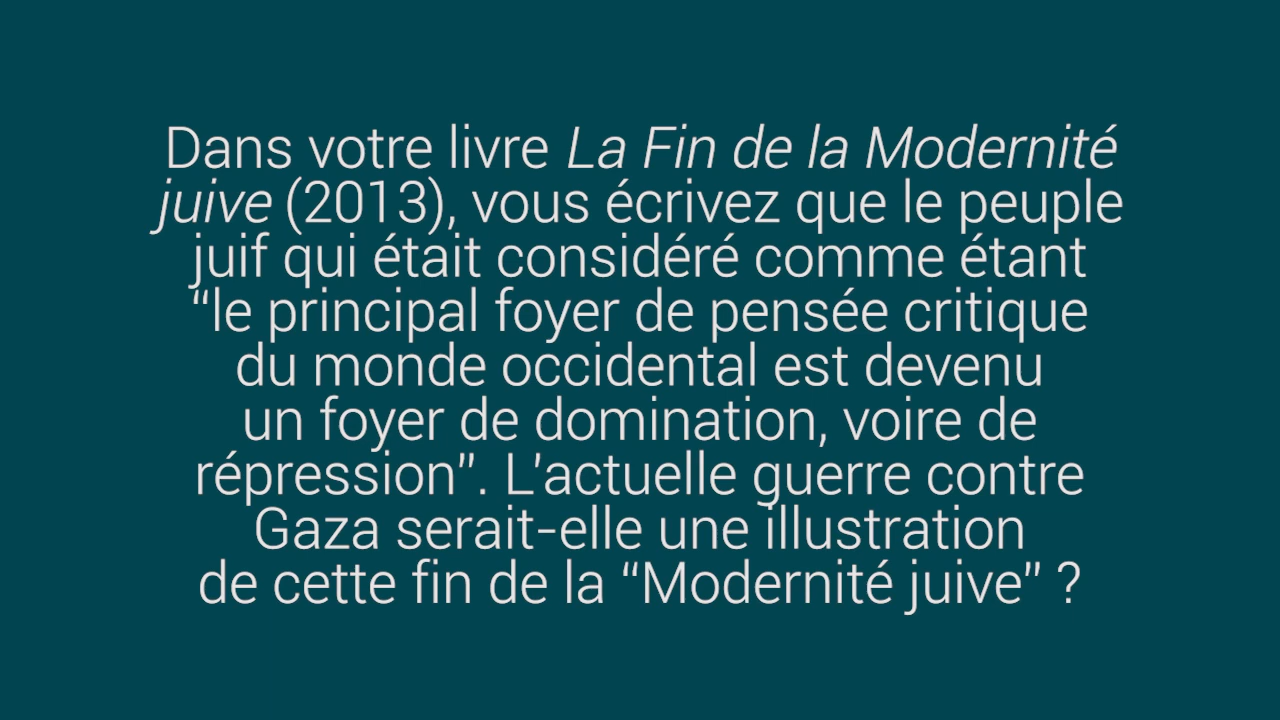 Dans votre livre La Fin de la Modernité
juive (2013), vous écrivez que le peuple
juif qui était considéré comme étant
“le principal foyer de pensée critique
du monde occidental est devenu
un foyer de domination, voire de
répression”. L’actuelle guerre contre
Gaza serait-elle une illustration
de cette fin de la “Modernité juive” ?